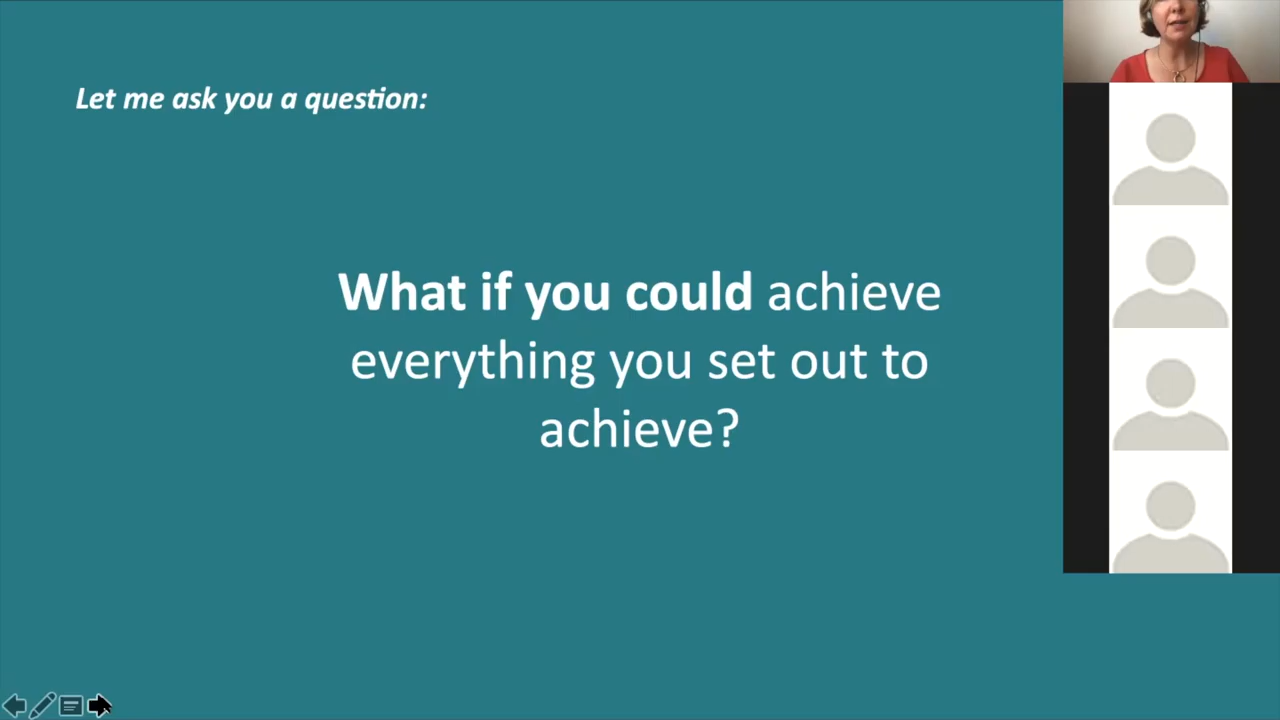 Let me ask you a question:
What if you could achieve
everything you set out to
achieve?